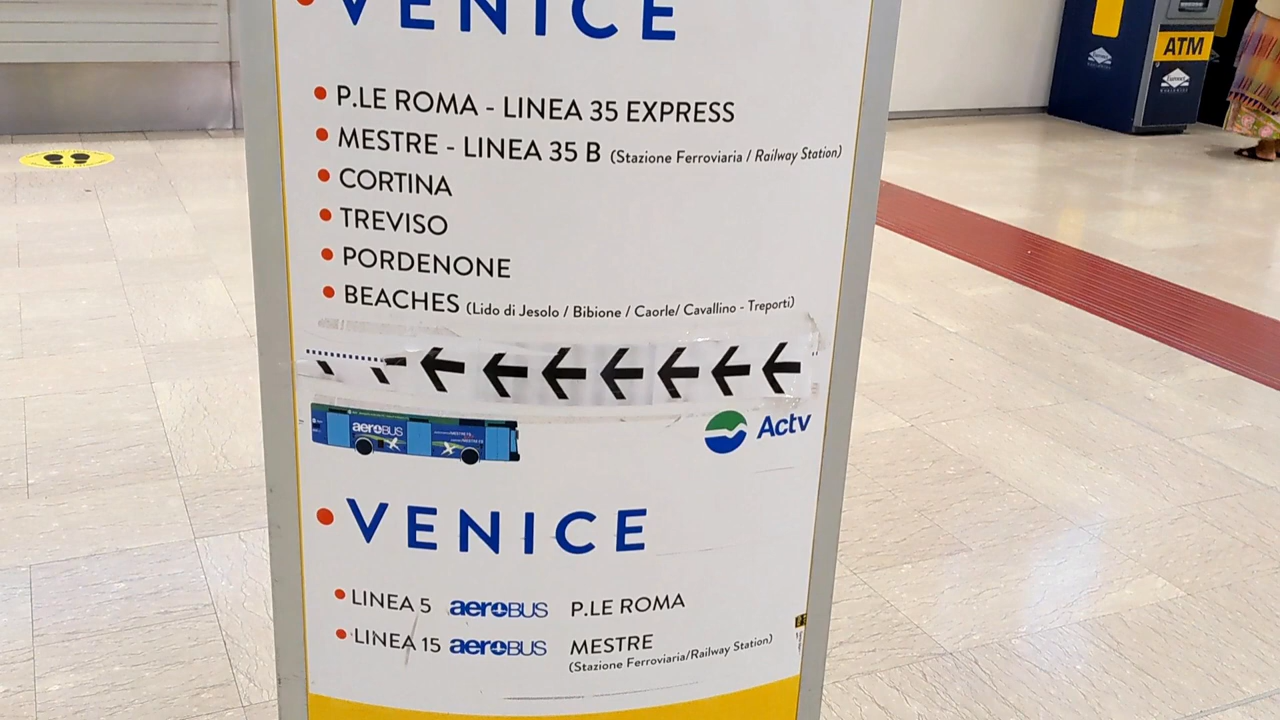 VENICE
P.LE ROMA - LINEA 35 EXPRESS
MESTRE - LINEA 35 B (Stazione Ferroviaria / Railway Station)
CORTINA
TREVISO
PORDENONE
BEACHES (Lido di Jesolo / Bibione / Caorle/ Cavallino - Treporti)
aeroBUS
Actv
VENICE
LINEA 5 aeroBUS P.LE ROMA
LINEA 15 aeroBUS MESTRE
(Stazione Ferroviaria/Railway Station)
ATM